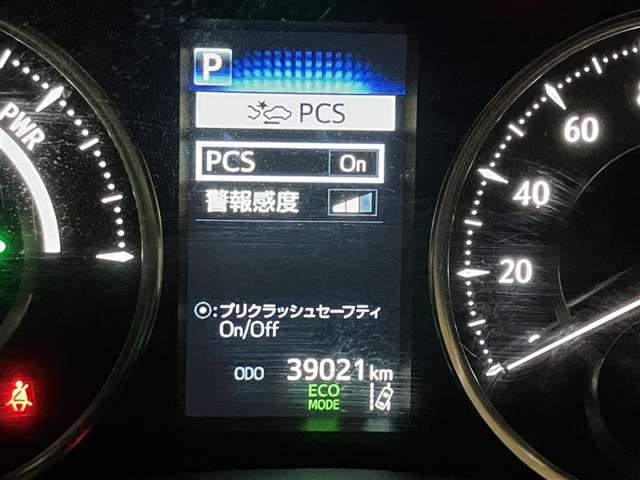 P
PCS
PCS On
警報感度
◉:プリクラッシュセーフティ
On/Off
ODO 39021 km
ECO
MODE
PWR
60
40
20